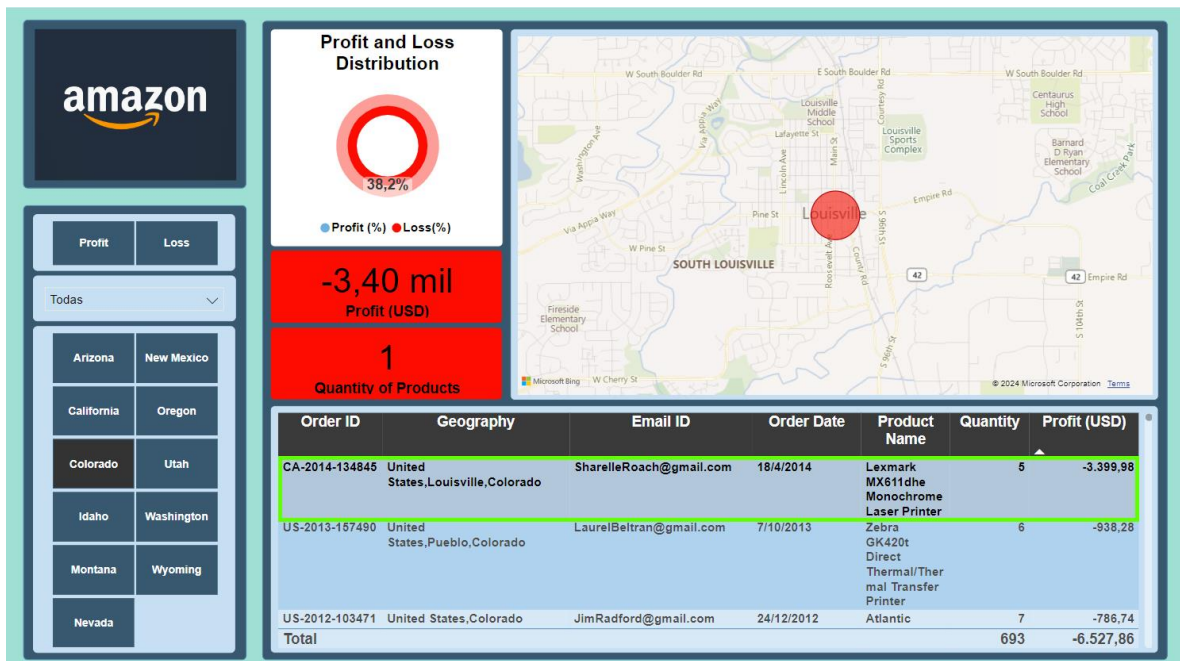 amazon
Profit
Loss
Todas
Arizona
New Mexico
California
Oregon
Colorado
Utah
Idaho
Washington
Montana
Wyoming
Nevada
Profit and Loss
Distribution
38,2%
Profit (%)
Loss(%)
-3,40 mil
Profit (USD)
1
Quantity of Products
W South Boulder Rd
E South Boulder Rd
W South Boulder Rd
Via Appia Way
Washington Ave
Louisville
Middle
School
Lafayette St
Courtesy Rd
Louisville
Sports
Complex
Centaurus
High
School
Barnard
D Ryan
Elementary
School
Coal Creek Park
Lincoln Ave
Main St
Empire Rd
Via Appia Way
Pine St
Louisville
S 96th St
W Pine St
SOUTH LOUISVILLE
Roosevelt Ave
County Rd
42
42
Empire Rd
Fireside
Elementary
School
S 104th St
S 96th St
Microsoft Bing
W Cherry St
© 2024 Microsoft Corporation
Terms
Order ID Geography Email ID Order Date Product Name Quantity Profit (USD)
CA-2014-134845 United SharelleRoach@gmail.com 18/4/2014 Lexmark 5 -3.399,98
States,Louisville,Colorado MX611dhe
Monochrome
Laser Printer
US-2013-157490 United LaurelBeltran@gmail.com 7/10/2013 Zebra 6 -938,28
States,Pueblo,Colorado GK420t
Direct
Thermal/Ther
mal Transfer
Printer
US-2012-103471 United States,Colorado JimRadford@gmail.com 24/12/2012 Atlantic 7 -786,74
Total 693 -6.527,86